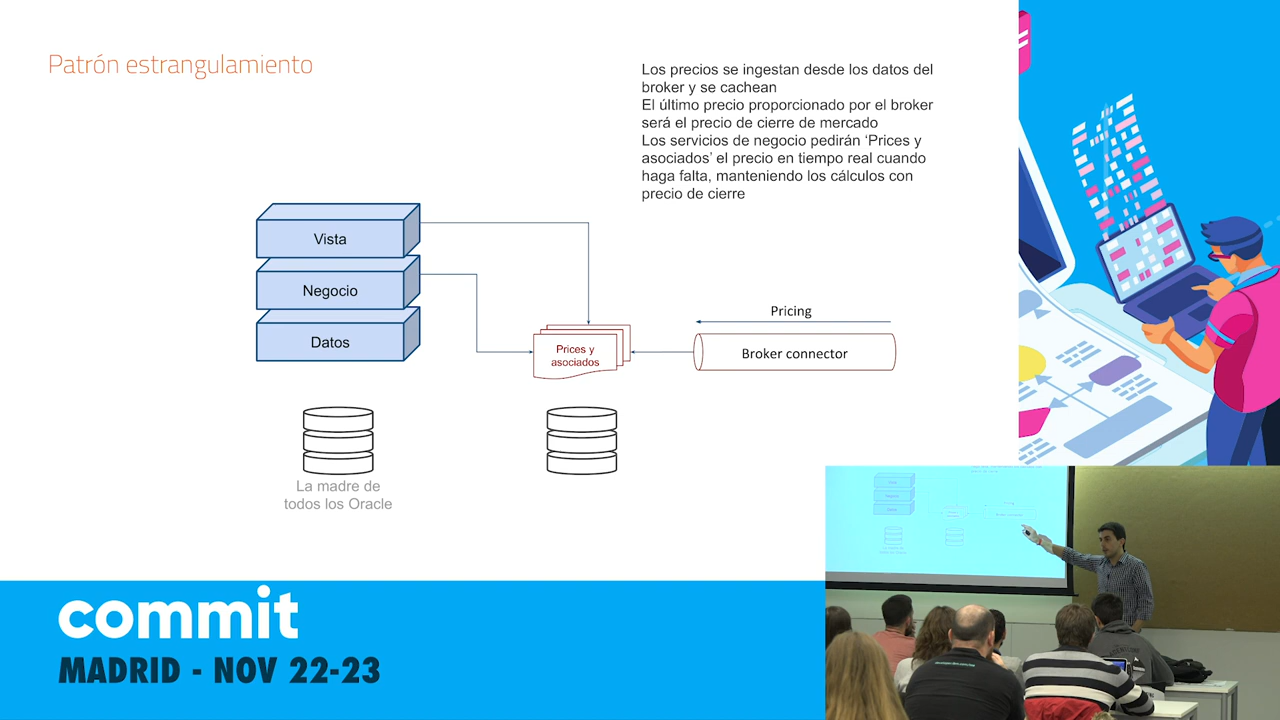 Patrón estrangulamiento
Los precios se ingestan desde los datos del
broker y se cachean
El último precio proporcionado por el broker
será el precio de cierre de mercado
Los servicios de negocio pedirán ‘Prices y
asociados’ el precio en tiempo real cuando
haga falta, manteniendo los cálculos con
precio de cierre
Vista
Negocio
Datos
Pricing
Prices y
asociados
Broker connector
La madre de
todos los Oracle
commit
MADRID - NOV 22-23